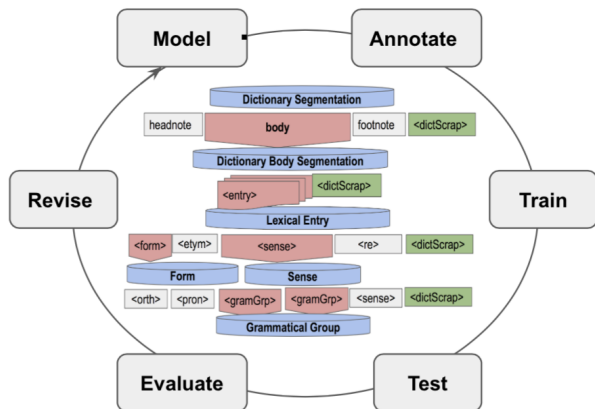 Model
Annotate
Dictionary Segmentation
headnote body footnote <dictScrap>
Dictionary Body Segmentation
Revise
<entry> <dictScrap>
Train
Lexical Entry
<form> <etym> <sense> <re> <dictScrap>
Form Sense
<orth> <pron> <gramGrp> <gramGrp> <sense> <dictScrap>
Grammatical Group
Evaluate
Test